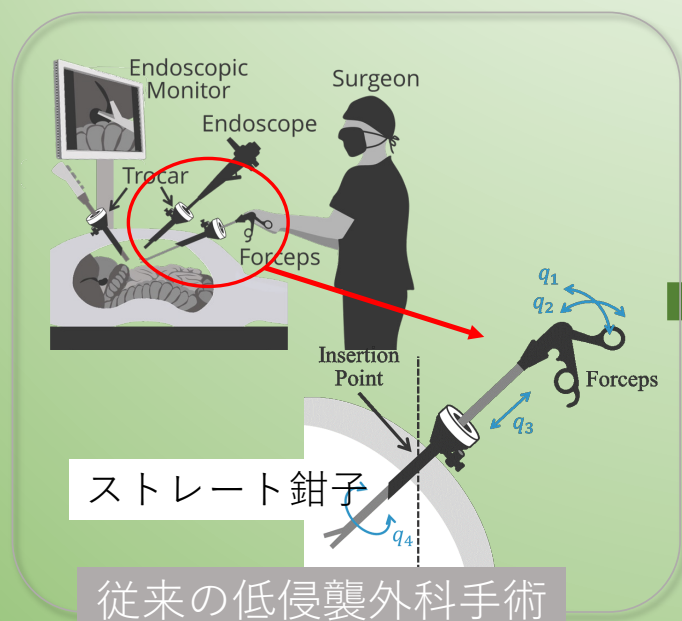 Endoscopic
Monitor
Surgeon
Endoscope
Trocar
Forceps
q₁
q₂
Insertion
Point
Forceps
q₃
ストレート鉗子
q₄
従来の低侵襲外科手術